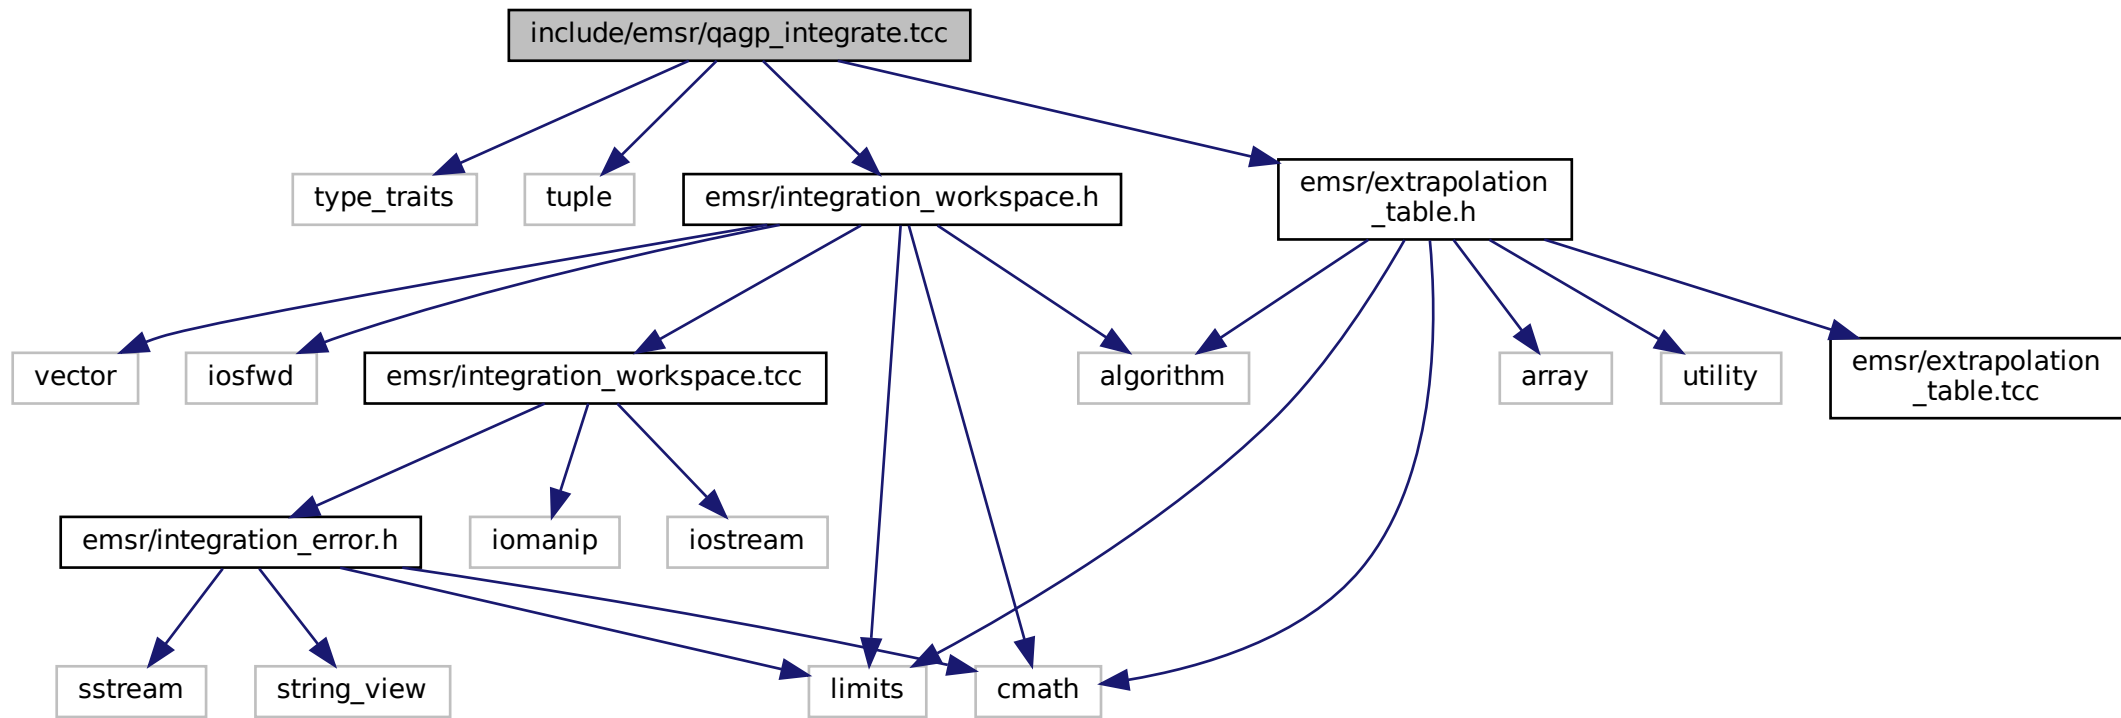 include/emsr/qagp_integrate.tcc
type_traits
tuple
emsr/integration_workspace.h
emsr/extrapolation
_table.h
vector
iosfwd
emsr/integration_workspace.tcc
algorithm
array
utility
emsr/extrapolation
_table.tcc
emsr/integration_error.h
iomanip
iostream
sstream
string_view
limits
cmath